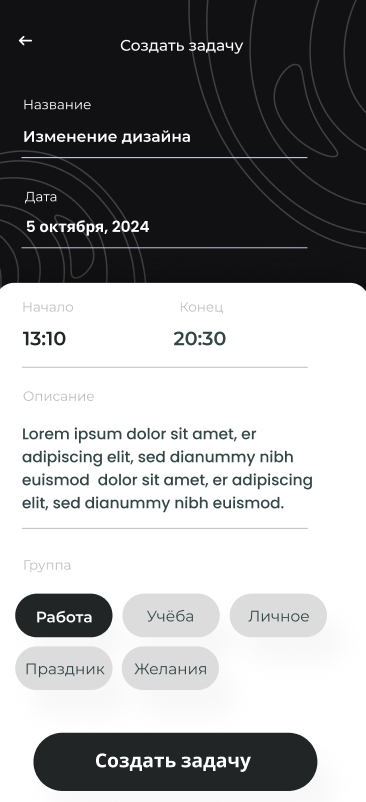 Создать задачу
Название
Изменение дизайна
Дата
5 октября, 2024
Начало Конец
13:10 20:30
Описание
Lorem ipsum dolor sit amet, er
adipiscing elit, sed dianummy nibh
euismod  dolor sit amet, er adipiscing
elit, sed dianummy nibh euismod.
Группа
Работа Учёба Личное
Праздник Желания
Создать задачу